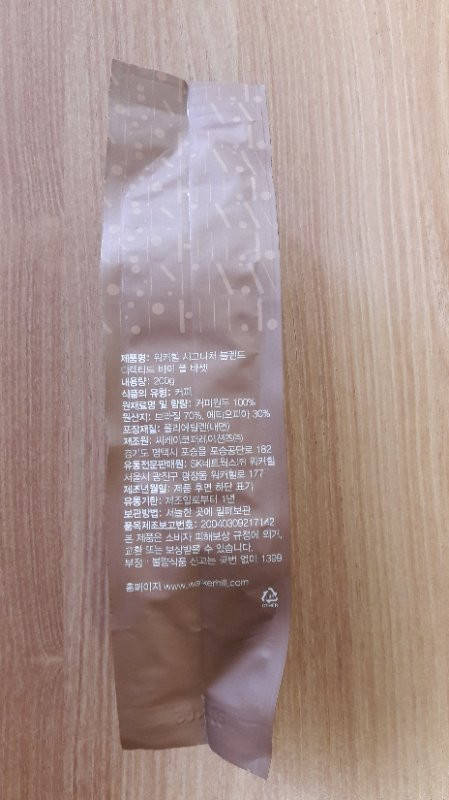 제품명: 워커힐 시그니처 블렌드
디렉티드 바이 폴 바셋
내용량: 200g
식품의 유형: 커피
원재료명 및 함량: 커피원두 100%
원산지: 브라질 70%, 에티오피아 30%
포장재질: 폴리에틸렌(내면)
제조원: 씨케이코퍼레이션즈㈜
경기도 평택시 포승읍 포승공단로 182
유통전문판매원: SK네트웍스㈜ 워커힐
서울시 광진구 광장동 워커힐로 177
제조년월일: 제품 후면 하단 표기
유통기한: 제조일로부터 1년
보관방법: 서늘한 곳에 밀폐보관
품목제조보고번호: 20040309217142
본 제품은 소비자 피해보상 규정에 의거,
교환 또는 보상받을 수 있습니다.
부정·불량식품 신고는 국번 없이 1399
홈페이지 www.walkerhill.com
OTHER